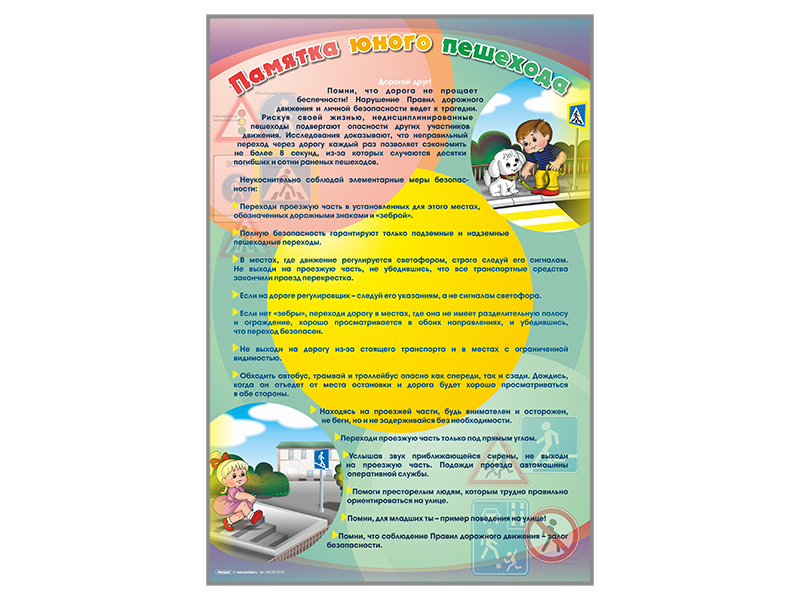 Памятка юного пешехода
Дорогой друг!
Помни, что дорога не прощает
беспечности! Нарушение Правил дорожного
движения и личной безопасности ведет к трагедии.
Рискуя своей жизнью, недисциплинированные
пешеходы подвергают опасности других участников
движения. Исследования доказывают, что неправильный
переход через дорогу каждый раз позволяет сэкономить
не более 8 секунд, из-за которых случаются десятки
погибших и сотни раненых пешеходов.
Неукоснительно соблюдай элементарные меры безопас-
ности:
Переходи проезжую часть в установленных для этого местах,
обозначенных дорожными знаками и «зеброй».
Полную безопасность гарантируют только подземные и надземные
пешеходные переходы.
В местах, где движение регулируется светофором, строго следуй его сигналам.
Не выходи на проезжую часть, не убедившись, что все транспортные средства
закончили проезд перекрестка.
Если на дороге регулировщик – следуй его указаниям, а не сигналам светофора.
Если нет «зебры», переходи дорогу в местах, где она не имеет разделительную полосу
и ограждение, хорошо просматривается в обоих направлениях, и убедившись,
что переход безопасен.
Не выходи на дорогу из-за стоящего транспорта и в местах с ограниченной
видимостью.
Обходить автобус, трамвай и троллейбус опасно как спереди, так и сзади. Дождись,
когда он отъедет от места остановки и дорога будет хорошо просматриваться
в обе стороны.
Находясь на проезжей части, будь внимателен и осторожен,
не беги, но и не задерживайся без необходимости.
Переходи проезжую часть только под прямым углом.
Услышав звук приближающейся сирены, не выходи
на проезжую часть. Подожди проезда автомашины
оперативной службы.
Помоги престарелым людям, которым трудно правильно
ориентироваться на улице.
Помни, для младших ты – пример поведения на улице!
Помни, что соблюдение Правил дорожного движения – залог
безопасности.